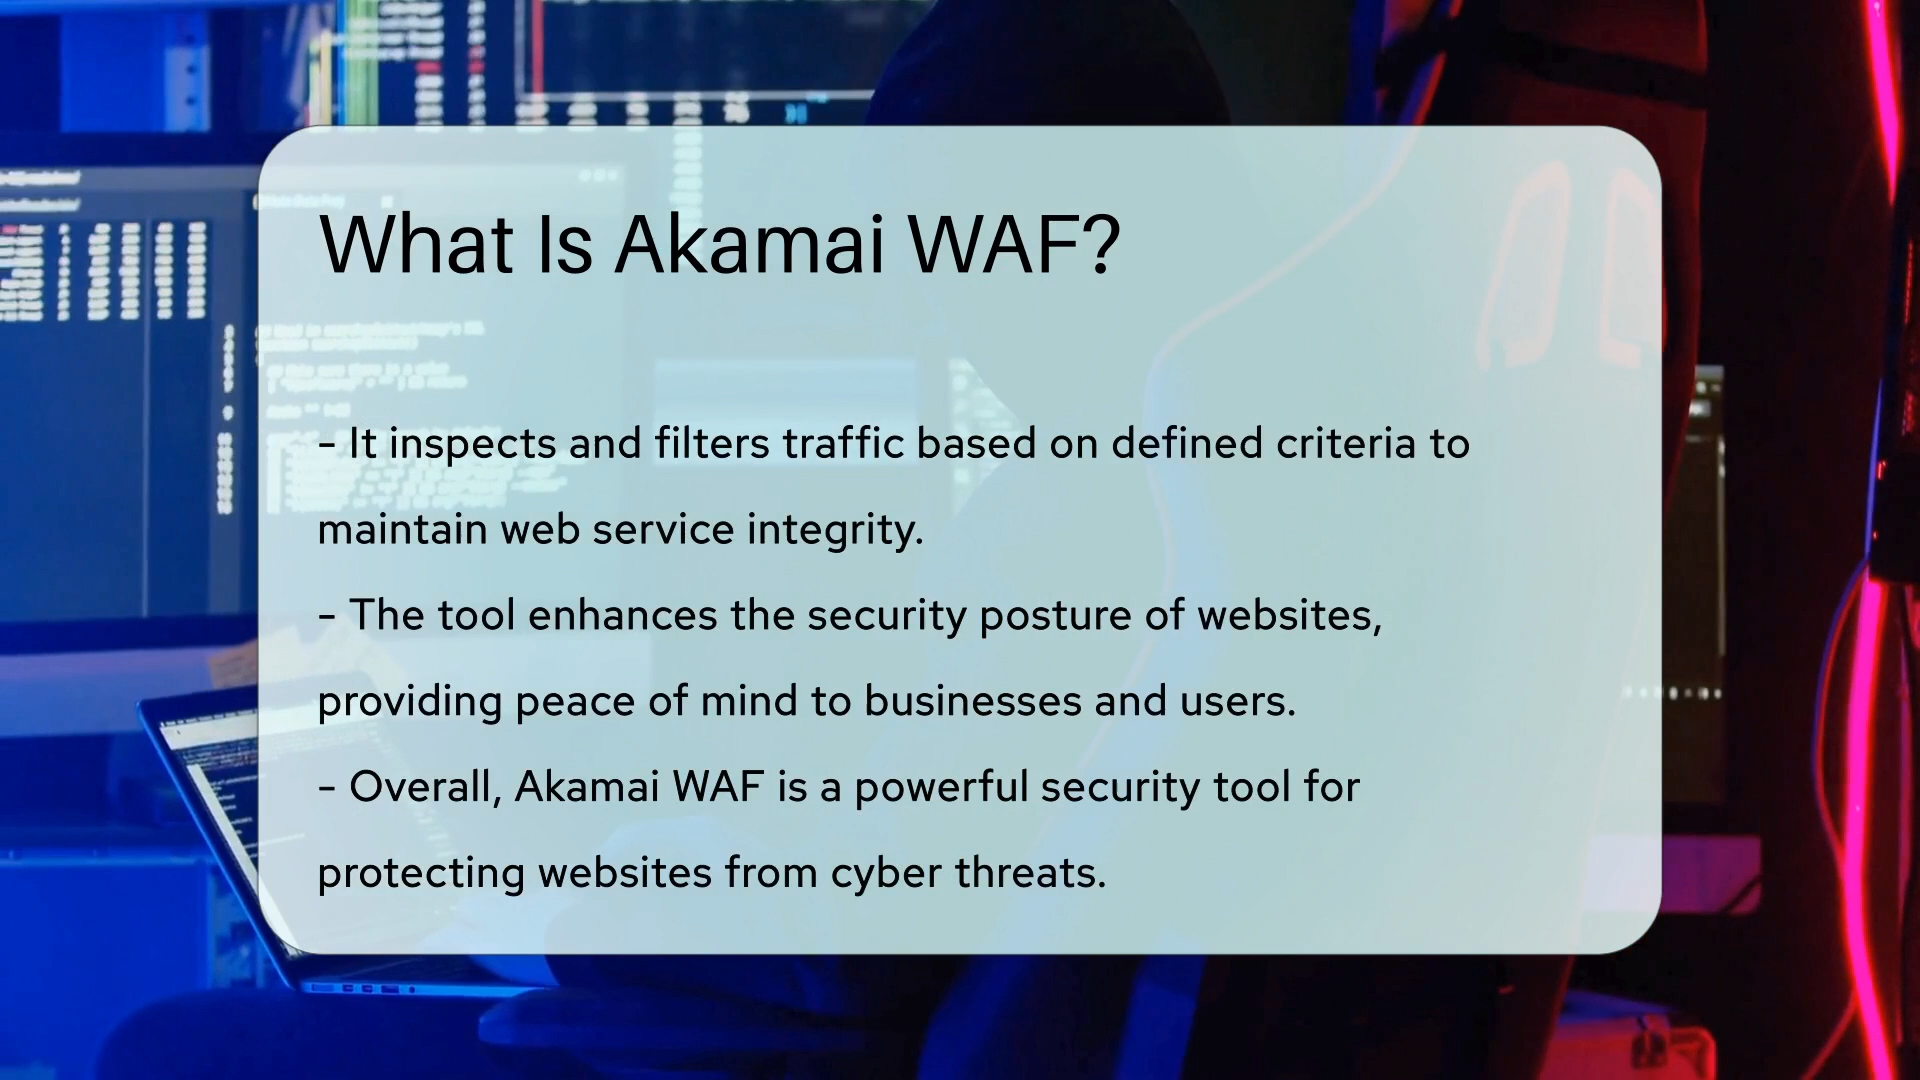 What Is Akamai WAF?
- It inspects and filters traffic based on defined criteria to
maintain web service integrity.
- The tool enhances the security posture of websites,
providing peace of mind to businesses and users.
- Overall, Akamai WAF is a powerful security tool for
protecting websites from cyber threats.